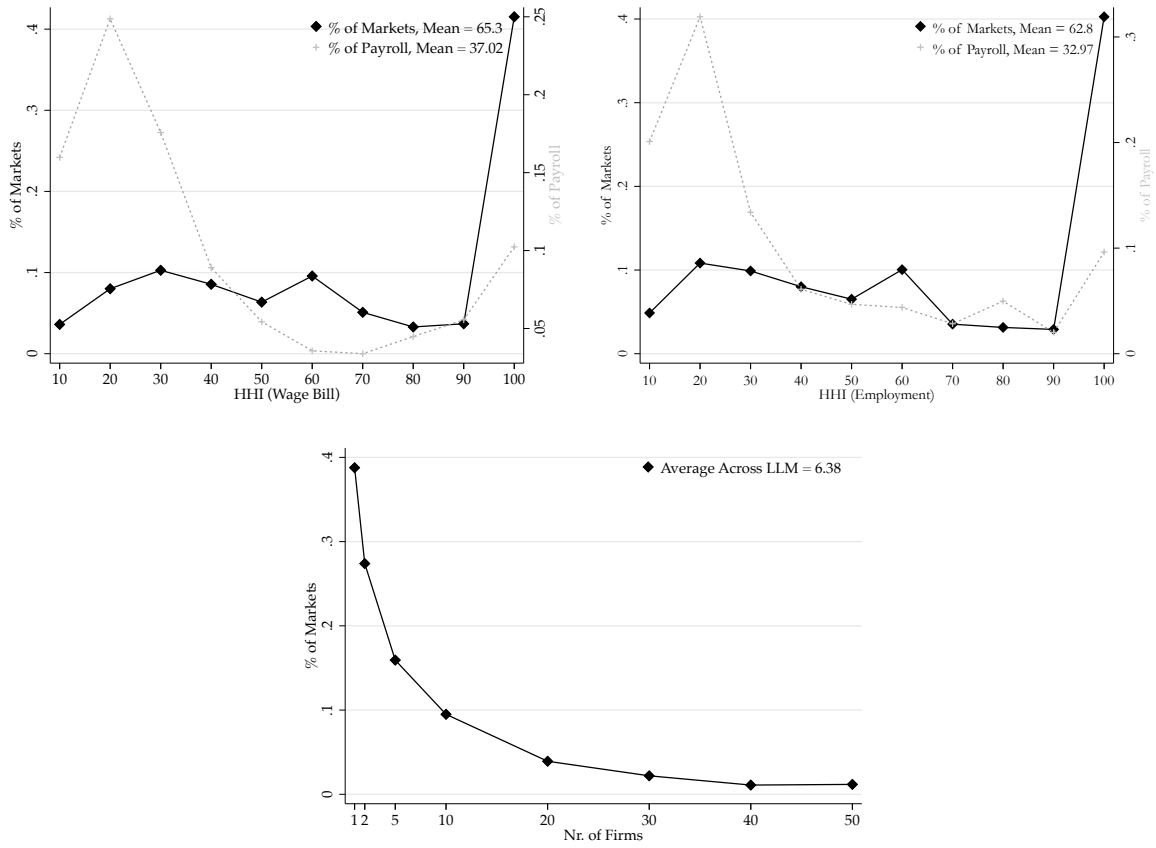 % of Markets, Mean = 65.3
% of Payroll, Mean = 37.02
% of Markets
0 .1 .2 .3 .4
% of Payroll
.05 .1 .15 .2 .25
10 20 30 40 50 60 70 80 90 100
HHI (Wage Bill)
% of Markets, Mean = 62.8
% of Payroll, Mean = 32.97
% of Markets
0 .1 .2 .3 .4
% of Payroll
0 .1 .2 .3
10 20 30 40 50 60 70 80 90 100
HHI (Employment)
Average Across LLM = 6.38
% of Markets
0 .1 .2 .3 .4
1 2 5 10 20 30 40 50
Nr. of Firms